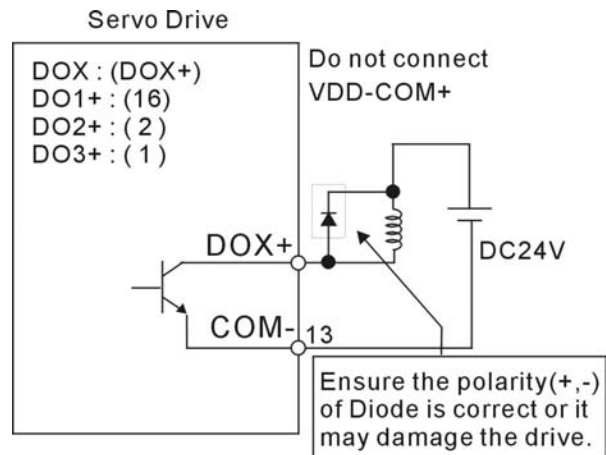 Servo Drive
DOX : (DOX+)
DO1+ : (16)
DO2+ : ( 2 )
DO3+ : ( 1 )
Do not connect
VDD-COM+
DOX+
DC24V
COM-
13
Ensure the polarity(+,-)
of Diode is correct or it
may damage the drive.